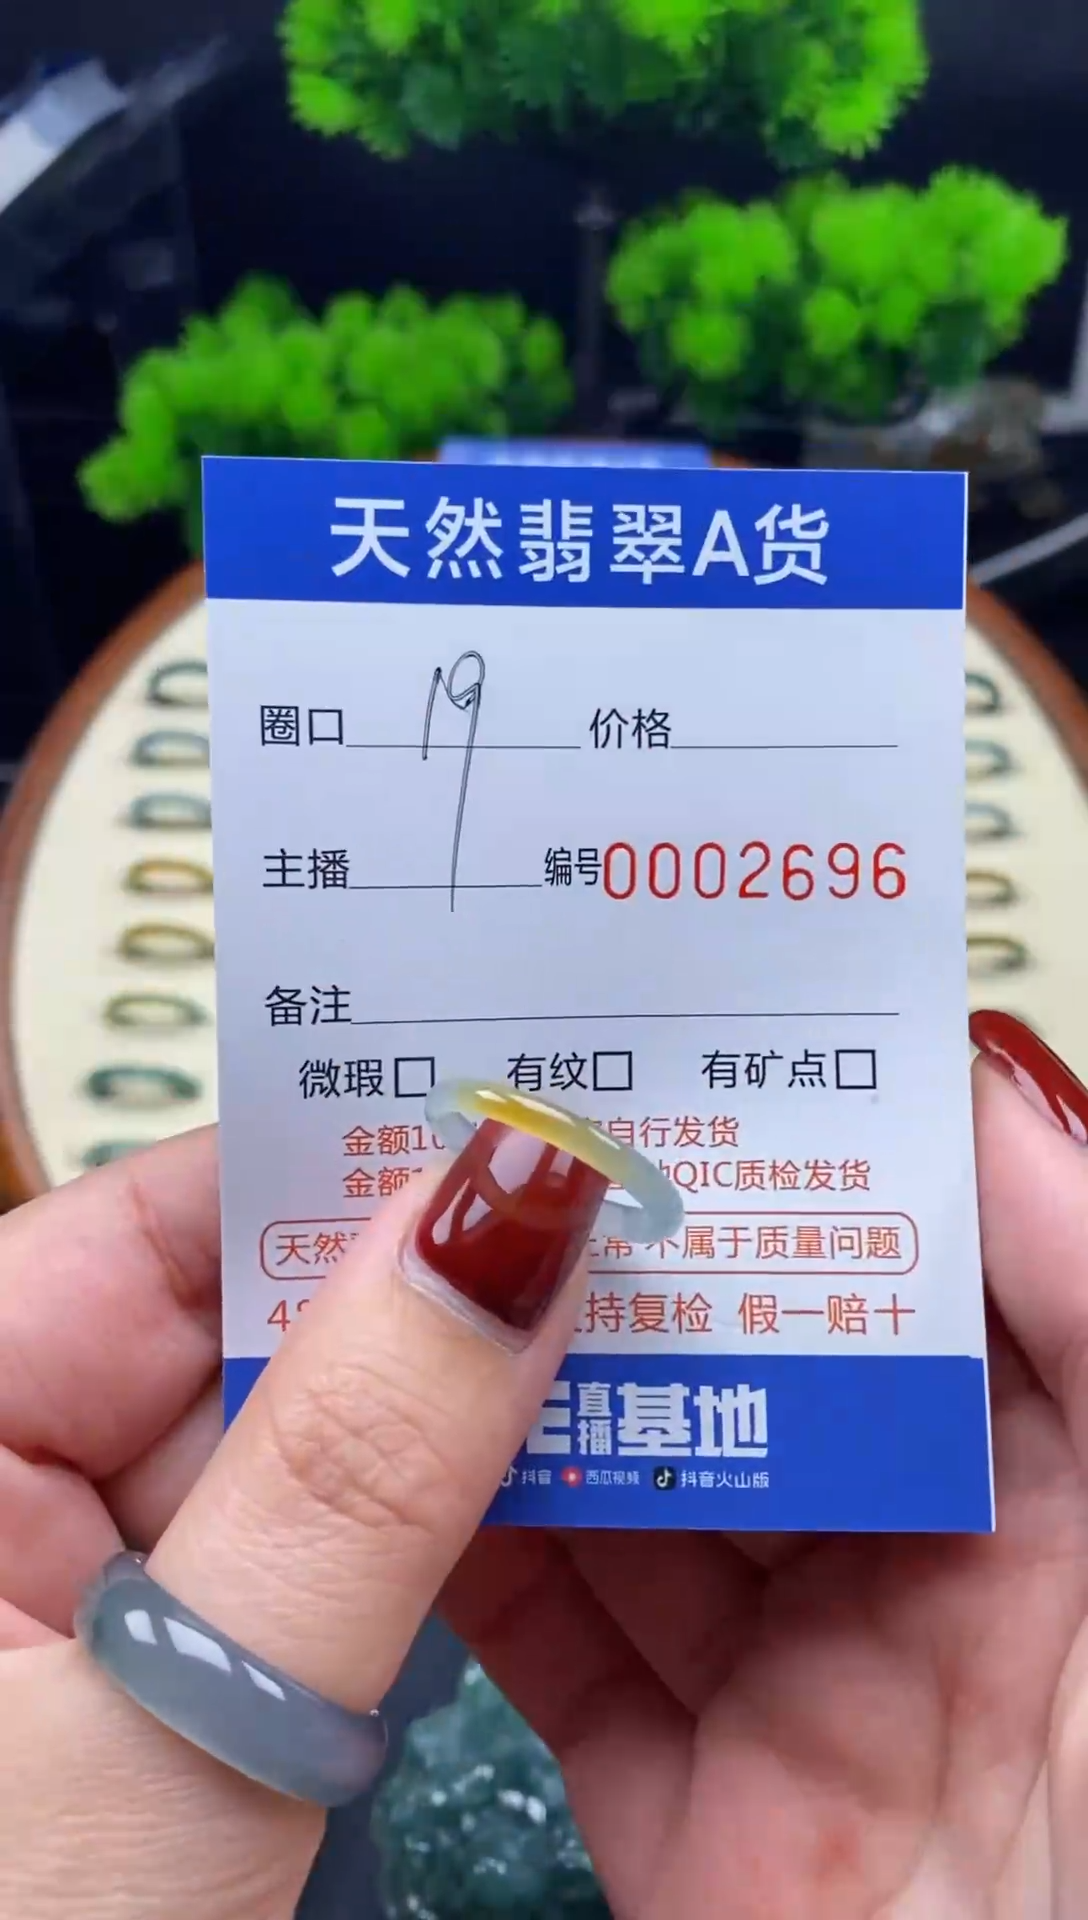 天然翡翠A货
圈口 19 价格
主播 编号0002696
备注
微瑕□ 有纹□ 有矿点□
金额10 自行发货
金额1 QIC质检发货
天然 不属于质量问题
4 持复检 假一赔十
直播基地
抖音 西瓜视频 抖音火山版